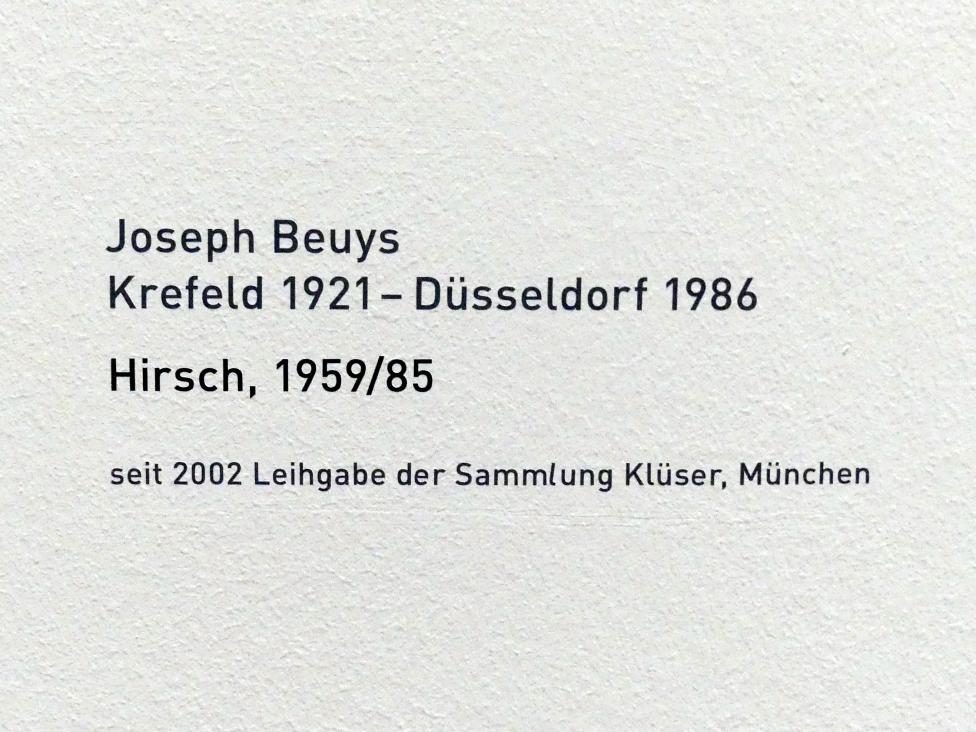 Joseph Beuys
Krefeld 1921 – Düsseldorf 1986
Hirsch, 1959/85
seit 2002 Leihgabe der Sammlung Klüser, München